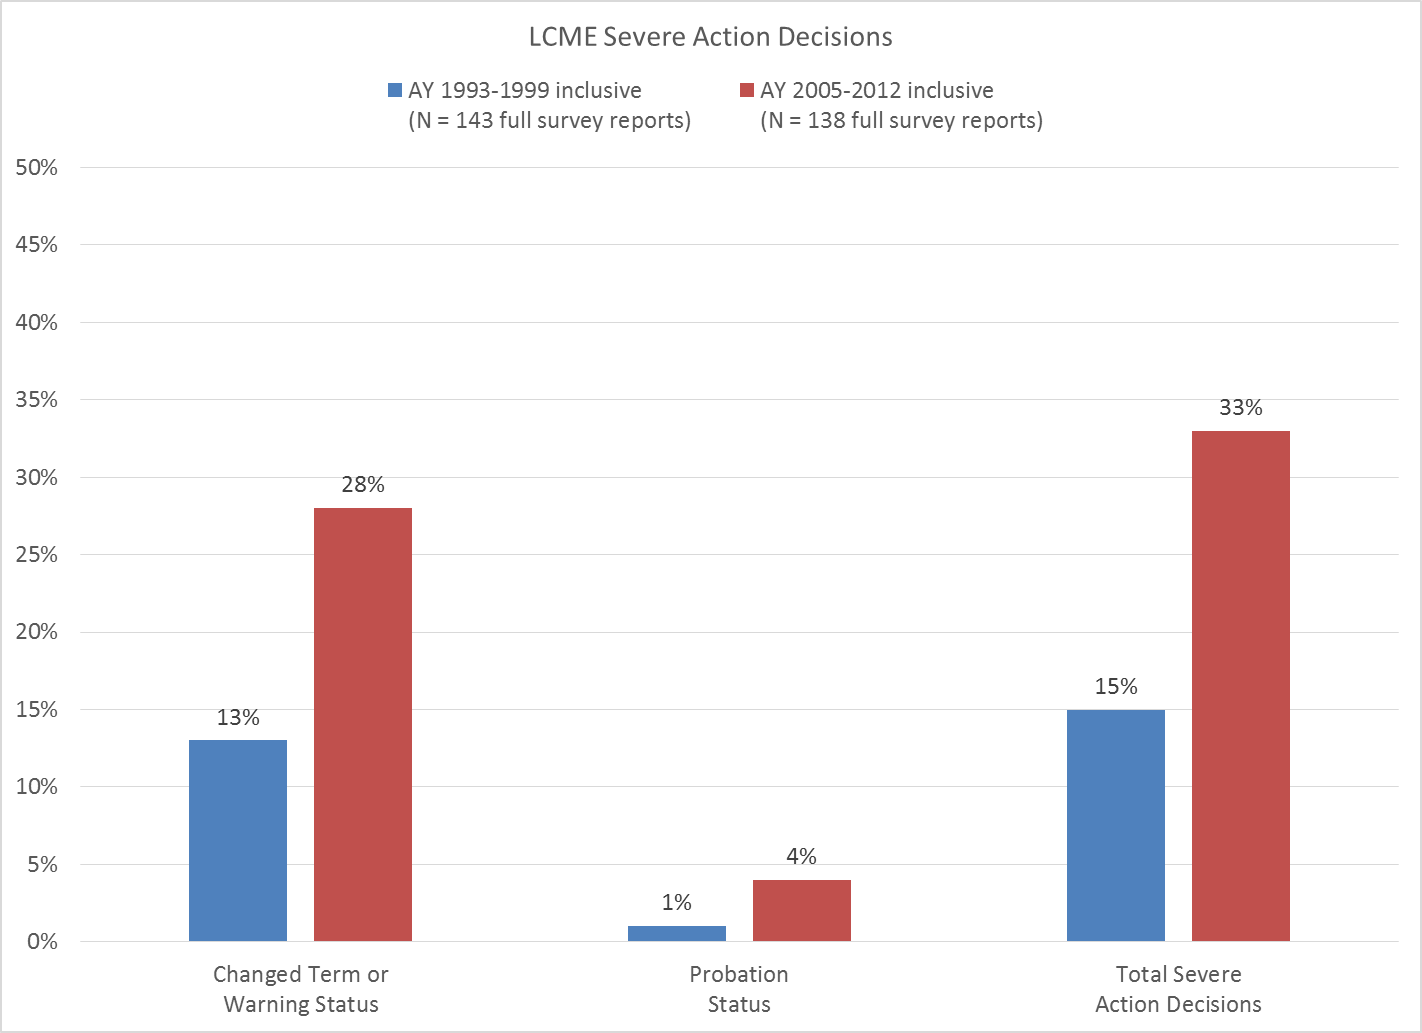 LCME Severe Action Decisions
AY 1993-1999 inclusive
(N = 143 full survey reports)
AY 2005-2012 inclusive
(N = 138 full survey reports)
50%
45%
40%
35%
30%
25%
20%
15%
10%
5%
0%
13%
28%
1%
4%
15%
33%
Changed Term or
Warning Status
Probation
Status
Total Severe
Action Decisions